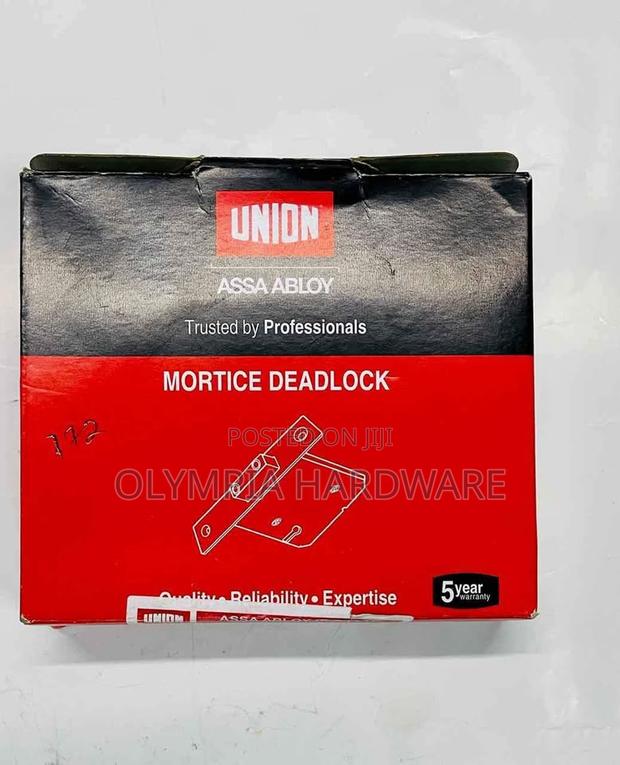 UNION
ASSA ABLOY
Trusted by Professionals
MORTICE DEADLOCK
172
POSTED ON JIJI
OLYMPIA HARDWARE
Quality • Reliability • Expertise
5 year
warranty
UNION
ASSA ABLOY